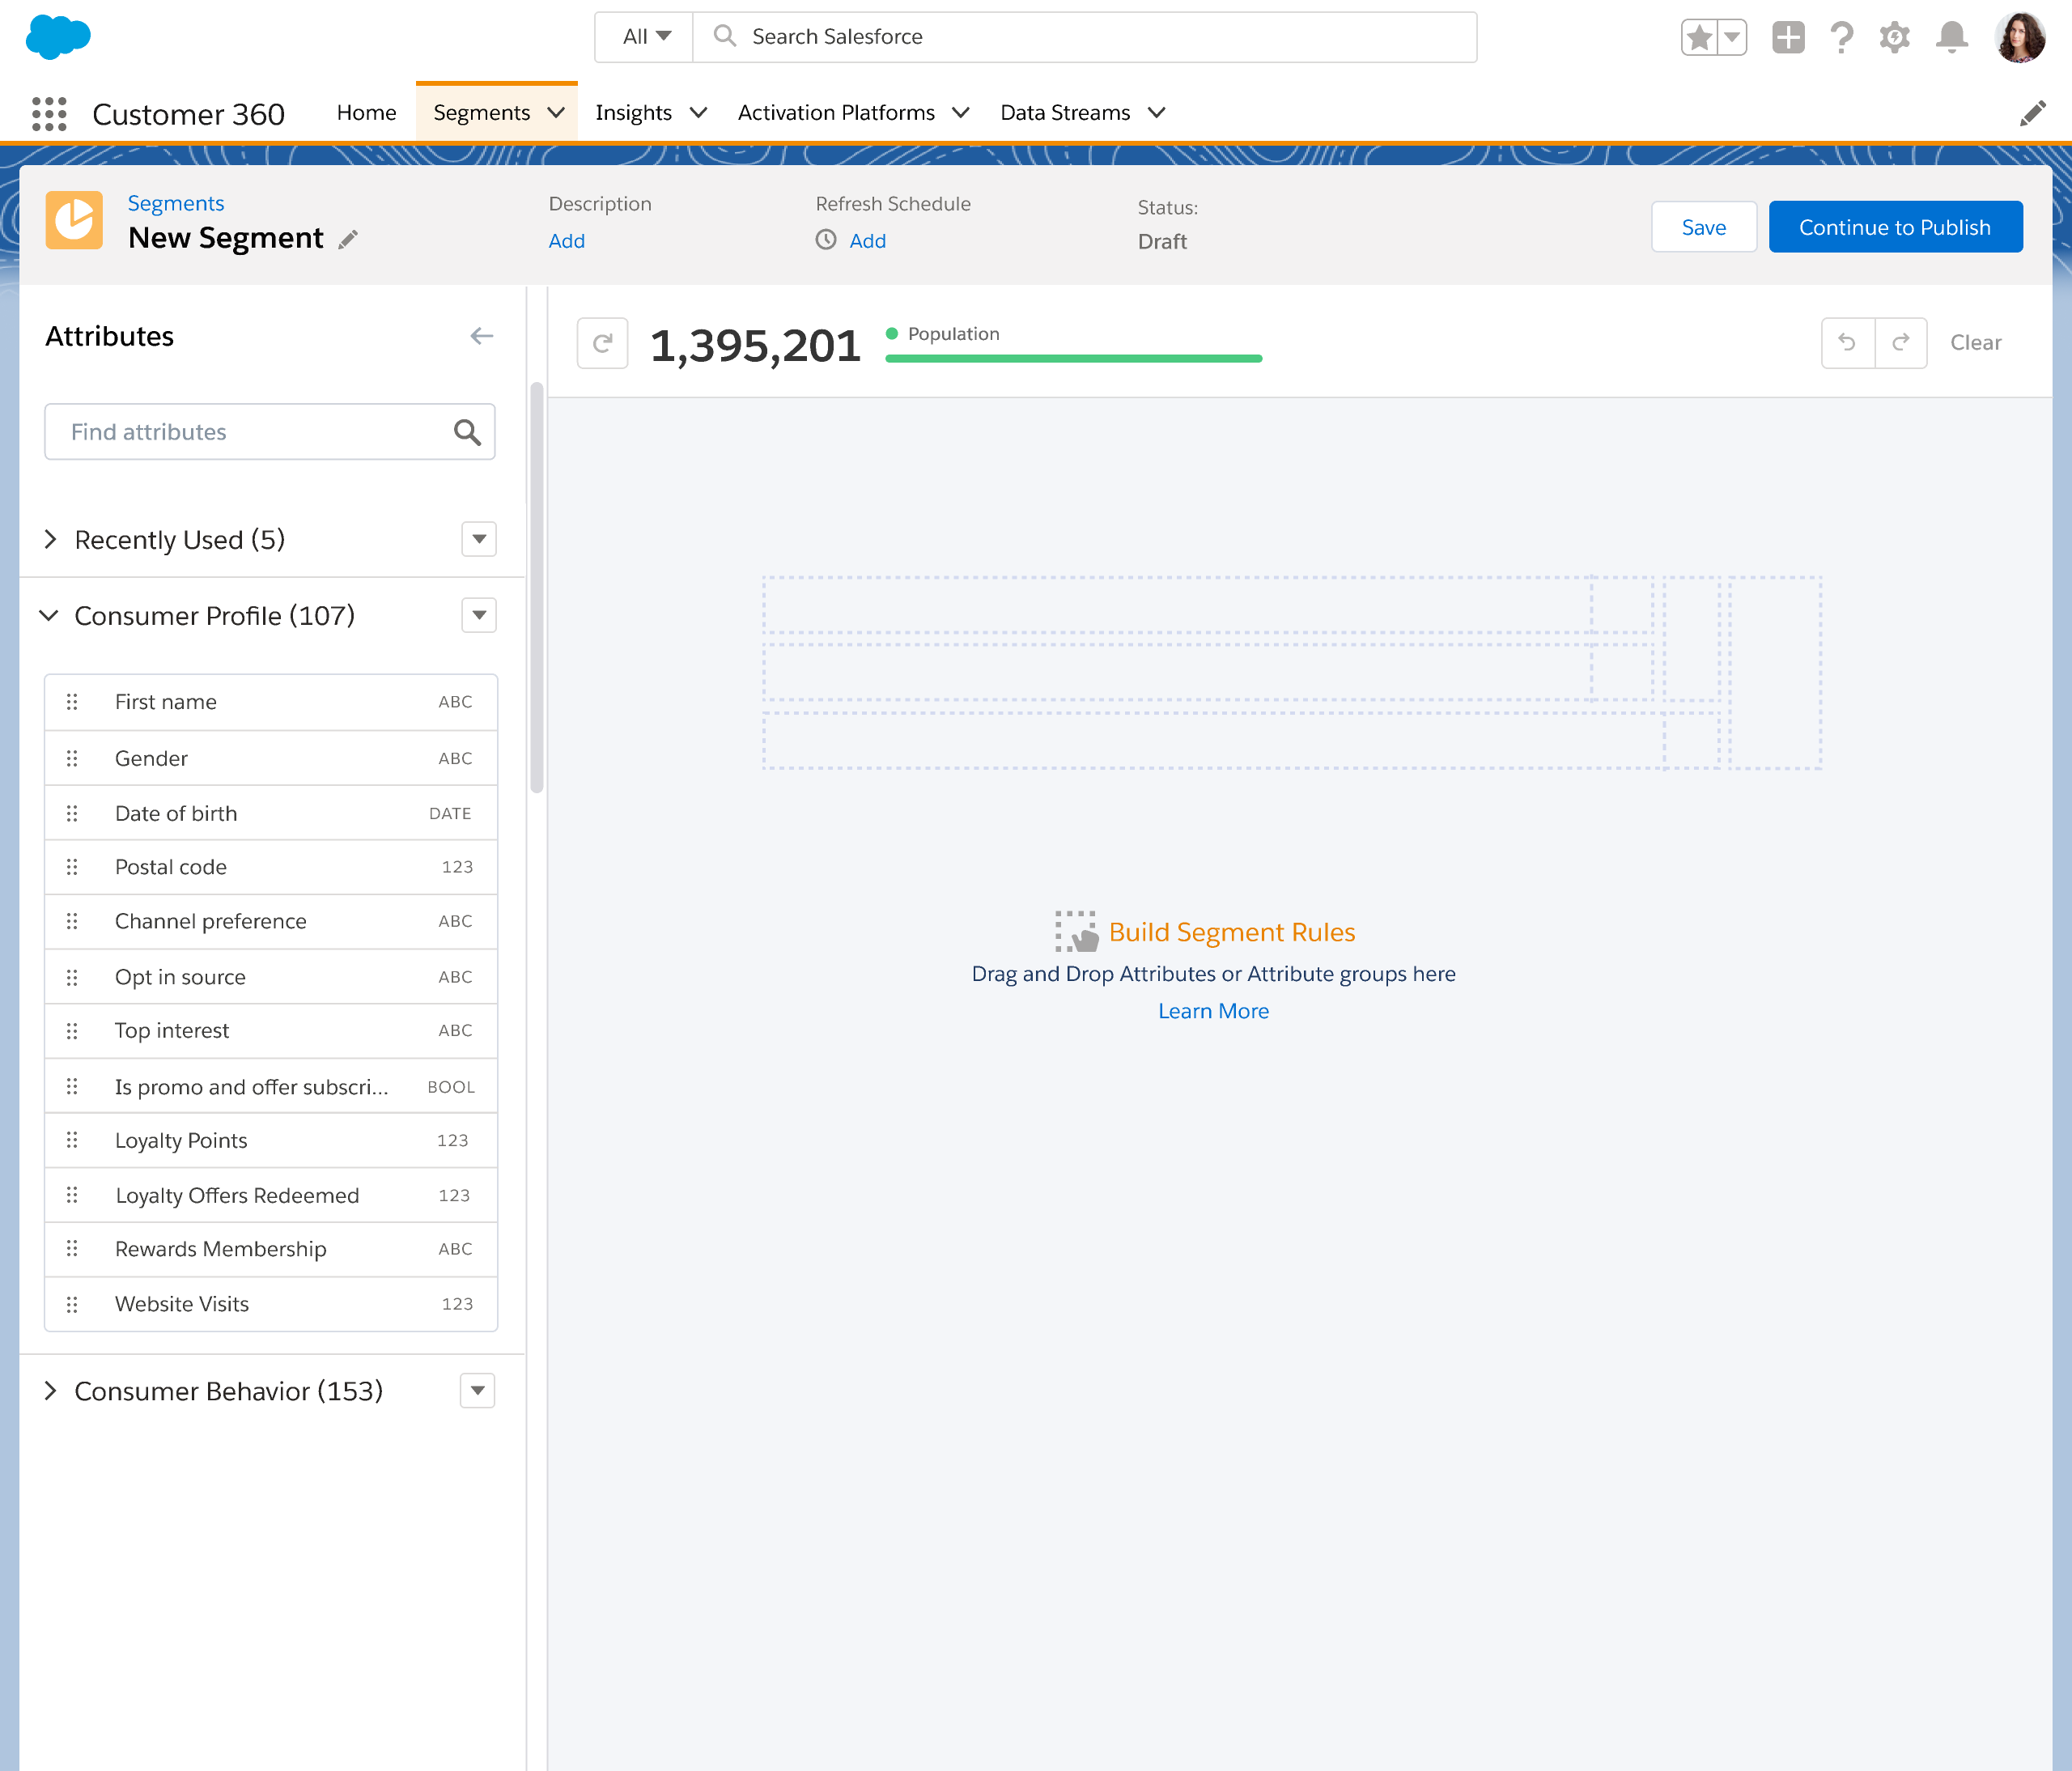 All
Search Salesforce
Customer 360
Home
Segments
Insights
Activation Platforms
Data Streams
Segments
New Segment
Description
Add
Refresh Schedule
Add
Status:
Draft
Save
Continue to Publish
Attributes
1,395,201
Population
Clear
Find attributes
Recently Used (5)
Consumer Profile (107)
First name ABC
Gender ABC
Date of birth DATE
Postal code 123
Channel preference ABC
Opt in source ABC
Top interest ABC
Is promo and offer subscri... BOOL
Loyalty Points 123
Loyalty Offers Redeemed 123
Rewards Membership ABC
Website Visits 123
Consumer Behavior (153)
Build Segment Rules
Drag and Drop Attributes or Attribute groups here
Learn More